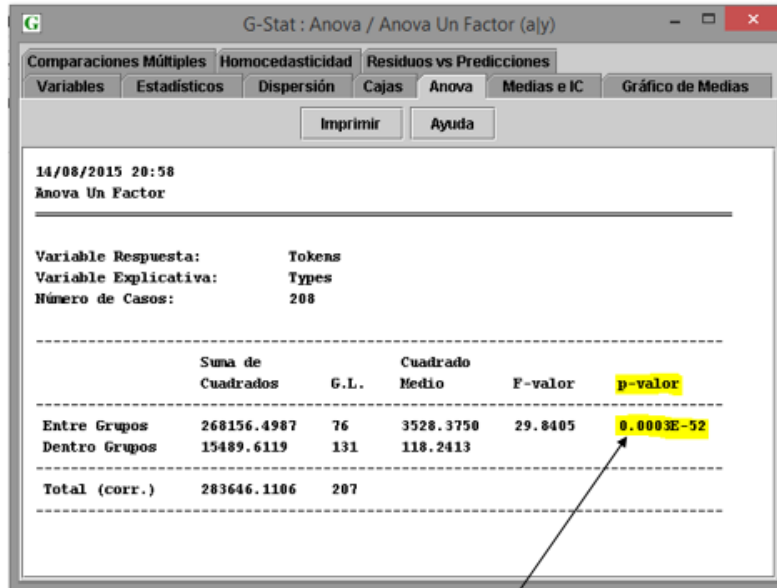 G-Stat : Anova / Anova Un Factor (a|y)
Comparaciones Múltiples Homocedasticidad Residuos vs Predicciones
Variables Estadísticos Dispersión Cajas Anova Medias e IC Gráfico de Medias
Imprimir Ayuda
14/08/2015 20:58
Anova Un Factor
Variable Respuesta: Tokens
Variable Explicativa: Types
Número de Casos: 208
Suma de Cuadrado
Cuadrados G.L. Medio F-valor p-valor
Entre Grupos 268156.4987 76 3528.3750 29.8405 0.0003E-52
Dentro Grupos 15489.6119 131 118.2413
Total (corr.) 283646.1106 207